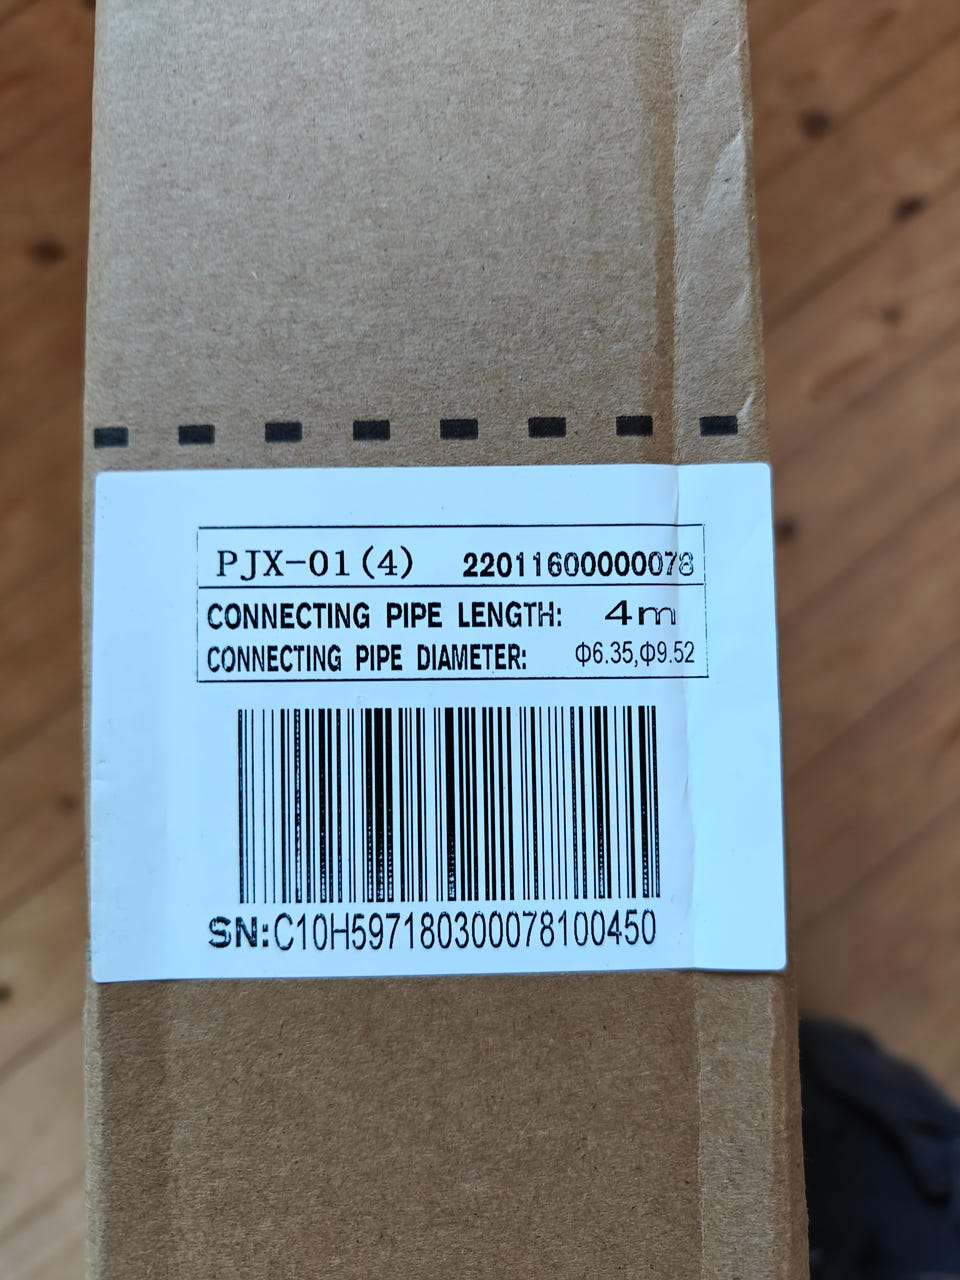 PJX-01(4) 22011600000078
CONNECTING PIPE LENGTH: 4m
CONNECTING PIPE DIAMETER: Φ6.35,Φ9.52
SN:C10H597180300078100450